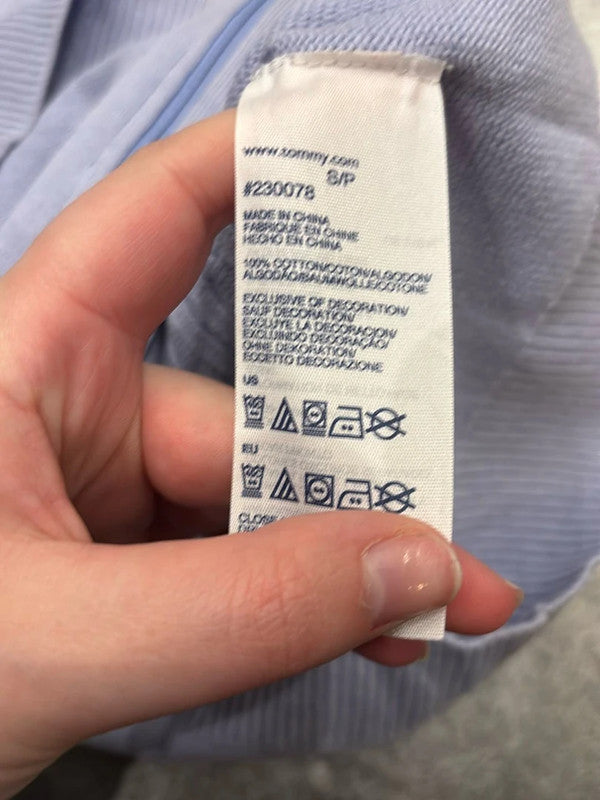 www.tommy.com
S/P
#230078
MADE IN CHINA
FABRIQUE EN CHINE
HECHO EN CHINA
100% COTTON/COTON/ALGODON/
ALGODÃO/BAUMWOLLE/COTONE
EXCLUSIVE OF DECORATION/
SAUF DECORATION/
EXCLUYE LA DECORACION/
EXCLUINDO DECORAÇÃO/
OHNE DEKORATION/
ECCETTO DECORAZIONE
US
EU
CLOSE